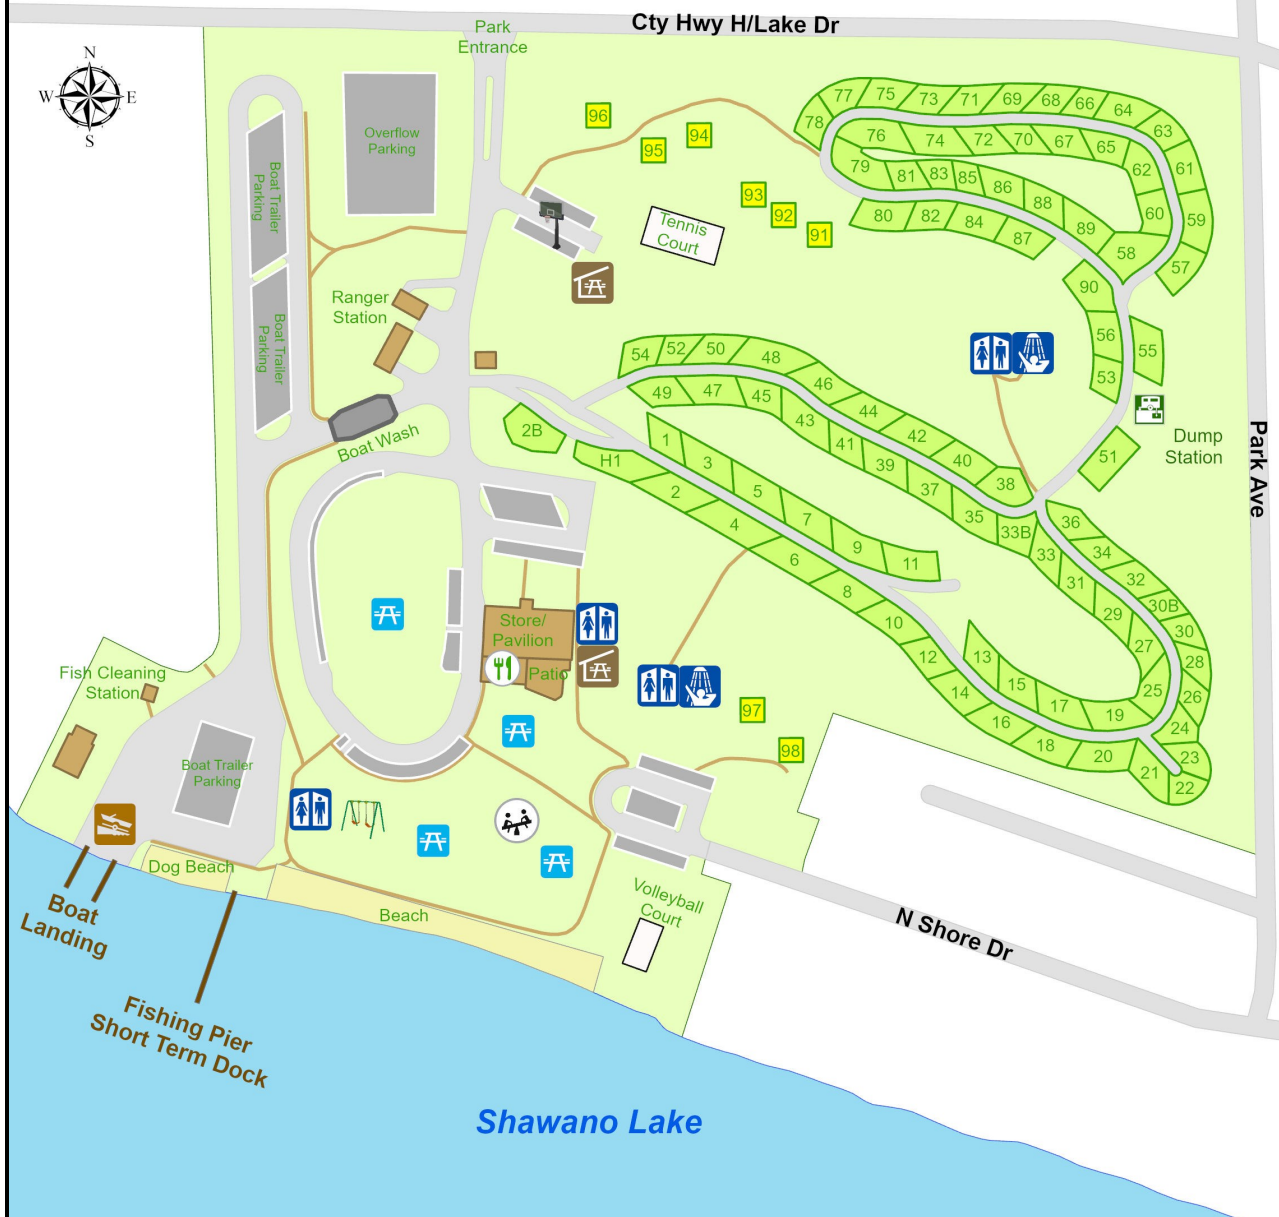 Cty Hwy H/Lake Dr
Park
Entrance
N
W
E
S
Overflow
Parking
Boat Trailer
Parking
Boat Trailer
Parking
96
95
94
93
92
91
Tennis
Court
77
75
73
71
69
68
66
64
63
78
76
74
72
70
67
65
62
61
79
81
83
85
86
88
89
60
59
80
82
84
87
58
57
90
56
55
53
Ranger
Station
54
52
50
48
46
44
42
40
38
49
47
45
43
41
39
37
35
33B
33
31
29
27
25
51
Dump
Station
Park Ave
Boat Wash
2B
H1
1
3
5
7
9
11
2
4
6
8
10
12
14
16
18
20
21
22
23
24
26
28
30
30B
32
34
36
13
15
17
19
Store/
Pavilion
Patio
Fish Cleaning
Station
97
98
Boat Trailer
Parking
Dog Beach
Beach
Volleyball
Court
N Shore Dr
Boat
Landing
Fishing Pier
Short Term Dock
Shawano Lake